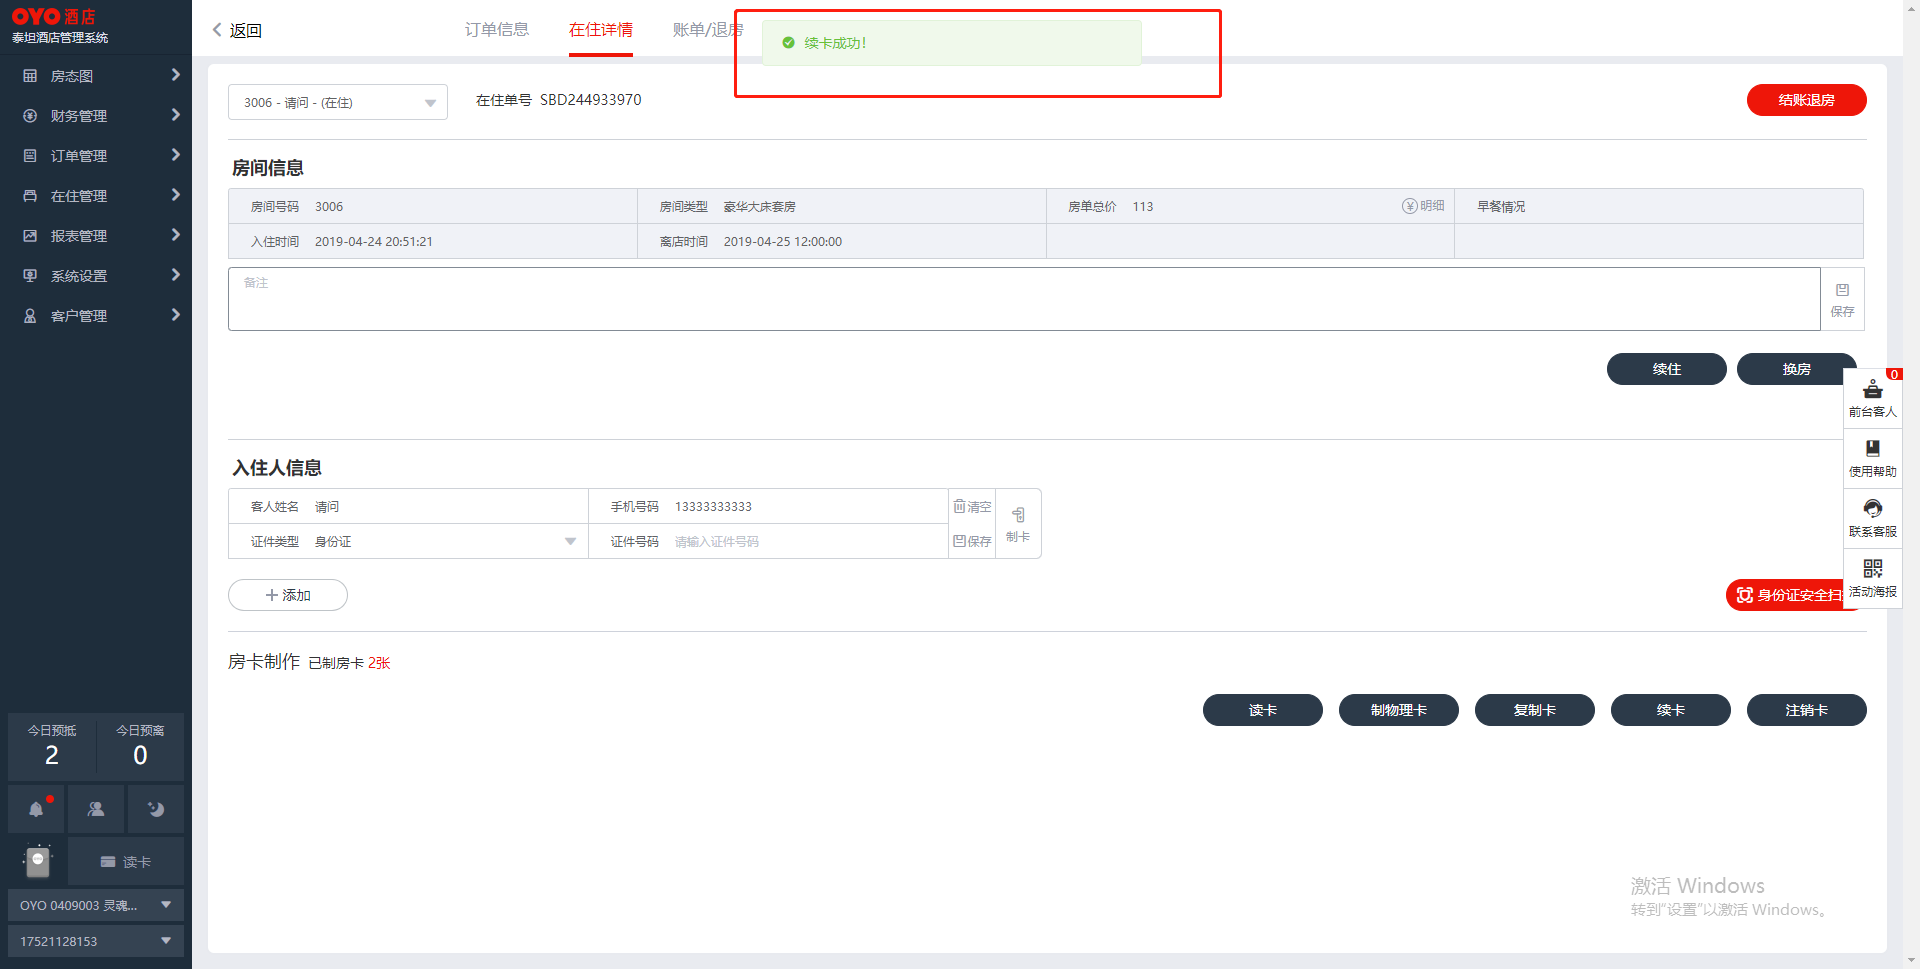 OYO 酒店
泰坦酒店管理系统
房态图
财务管理
订单管理
在住管理
报表管理
系统设置
客户管理
今日预抵
2
今日预离
0
读卡
OYO 0409003 灵魂...
17521128153
返回
订单信息
在住详情
账单/退房
续卡成功！
3006 - 请问 - (在住)
在住单号 SBD244933970
结账退房
房间信息
房间号码 3006
房间类型 豪华大床套房
房单总价 113
明细
早餐情况
入住时间 2019-04-24 20:51:21
离店时间 2019-04-25 12:00:00
备注
保存
续住
换房
入住人信息
客人姓名 请问
手机号码 13333333333
清空
证件类型 身份证
证件号码 请输入证件号码
保存
制卡
添加
身份证安全扫
房卡制作 已制房卡 2张
读卡
制物理卡
复制卡
续卡
注销卡
0
前台客人
使用帮助
联系客服
活动海报
激活 Windows
转到"设置"以激活 Windows。